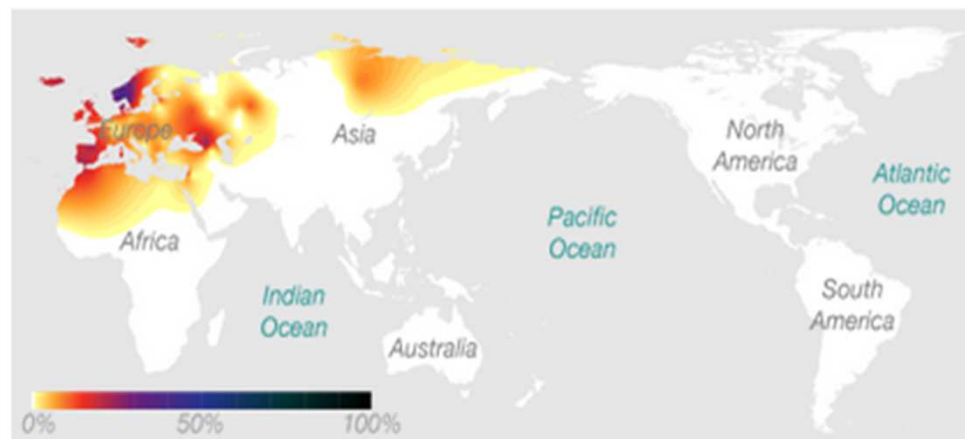 Europe
Asia
North
America
Atlantic
Ocean
Pacific
Ocean
Africa
Indian
Ocean
South
America
Australia
0%
50%
100%